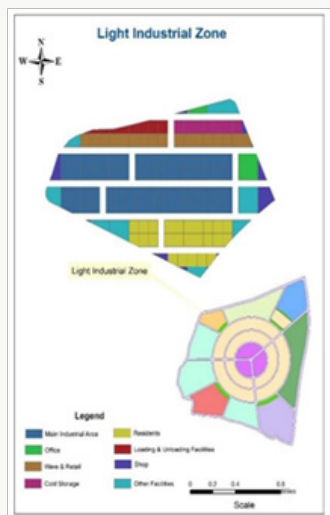 Light Industrial Zone
N
W E
S
Light Industrial Zone
Legend
Main Industrial Area
Office
Wave & Retail
Cold Storage
Residents
Loading & Unloading Facilities
Shop
Other Facilities
0 0.2 0.4 0.8
Miles
Scale